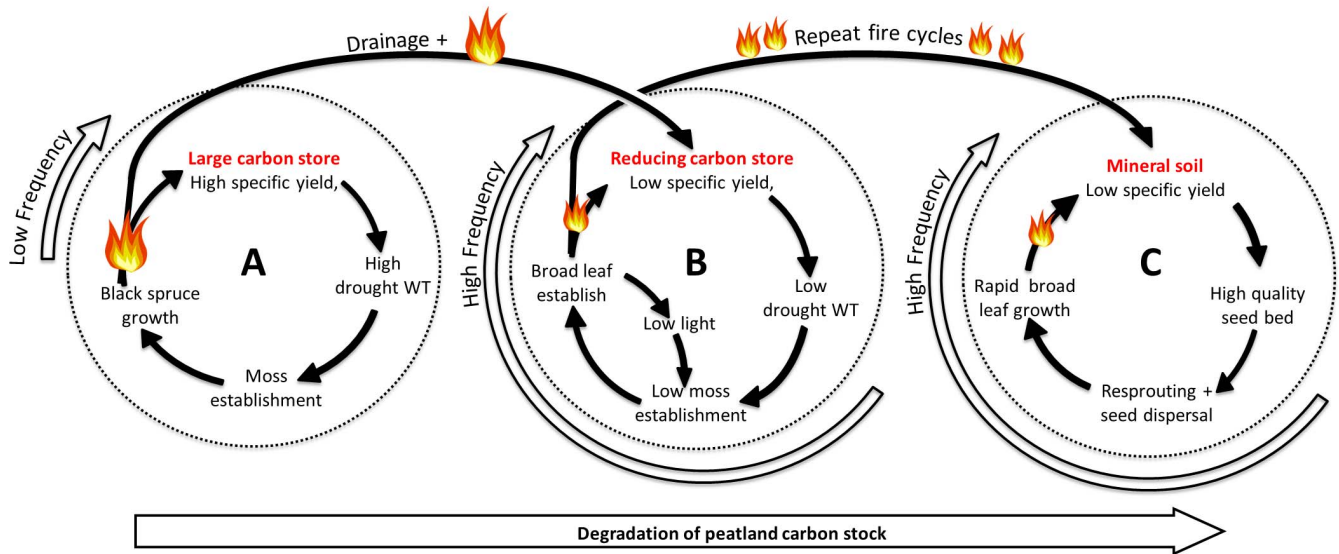 Drainage +
Repeat fire cycles
Low Frequency
Large carbon store
High specific yield,
A
High
drought WT
Moss
establishment
Black spruce
growth
High Frequency
Reducing carbon store
Low specific yield,
B
Low
drought WT
Low moss
establishment
Broad leaf
establish
Low light
High Frequency
Mineral soil
Low specific yield
C
High quality
seed bed
Resprouting +
seed dispersal
Rapid broad
leaf growth
Degradation of peatland carbon stock